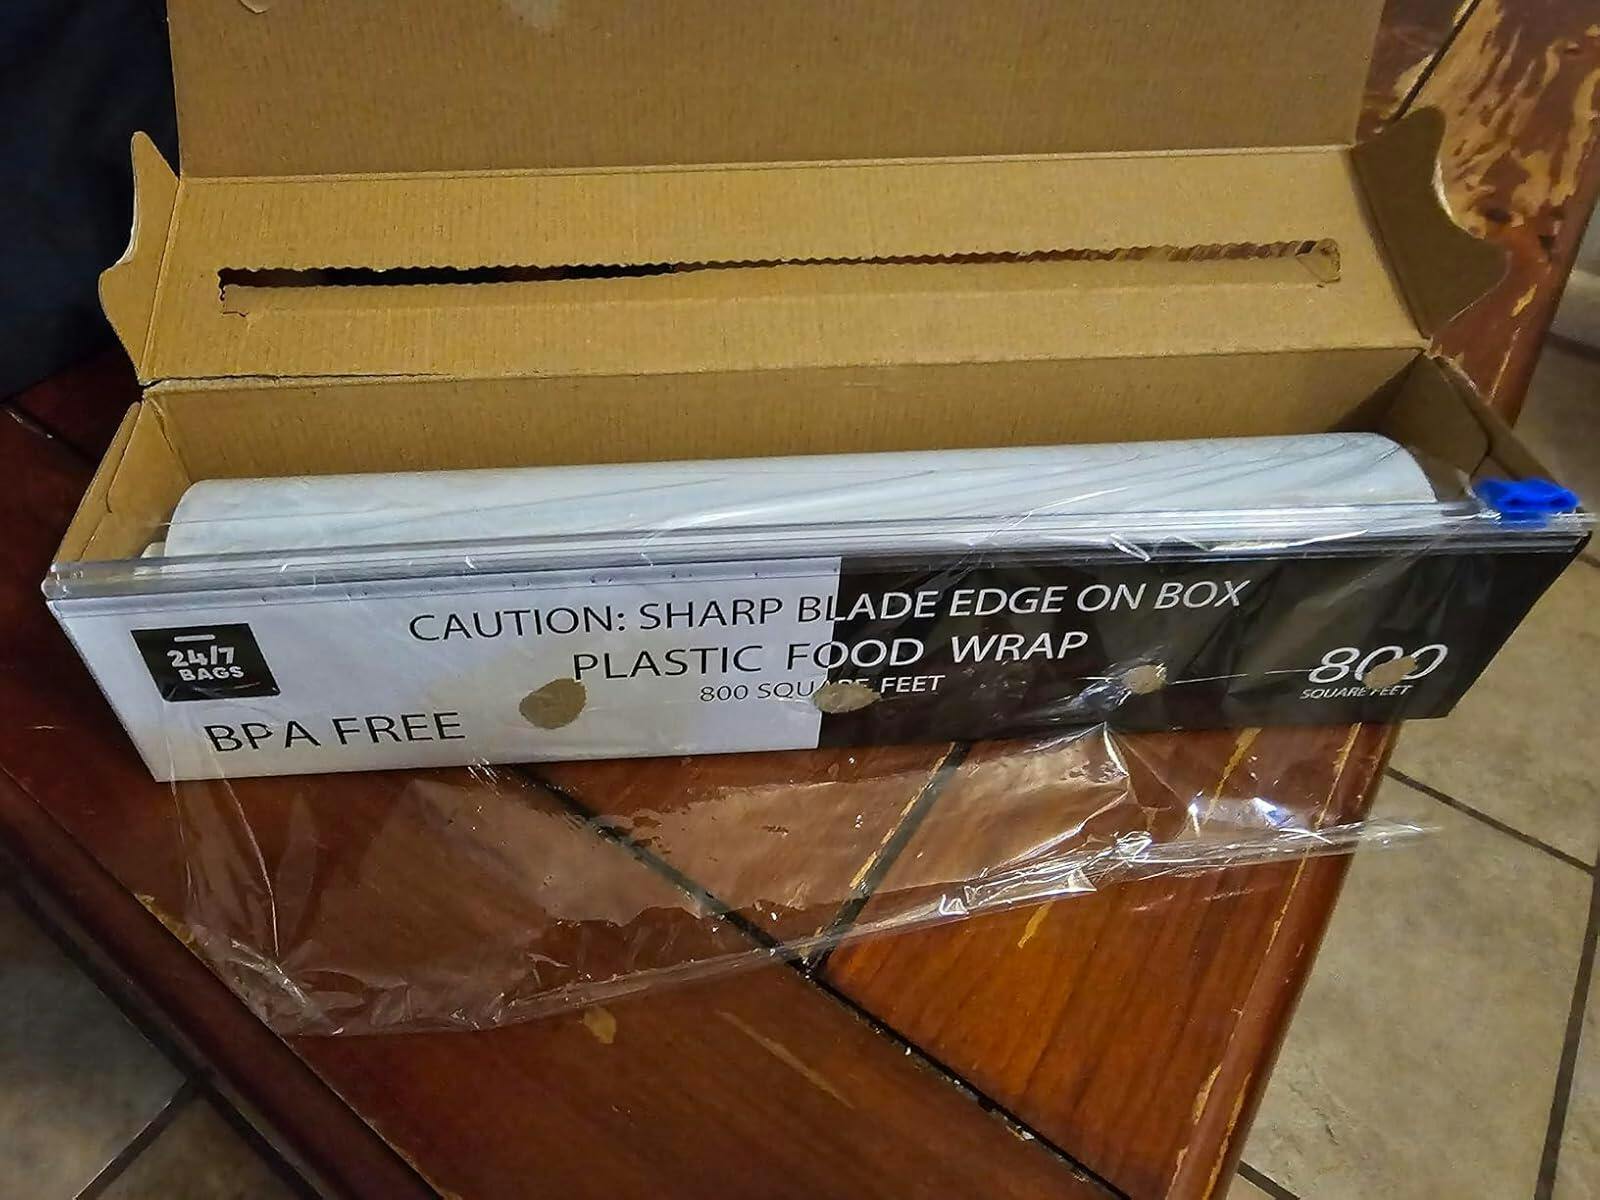 CAUTION: SHARP BLADE EDGE ON BOX
24/7
BAGS
PLASTIC FOOD WRAP
800 SQUARE FEET
BPA FREE
800
SQUARE FEET